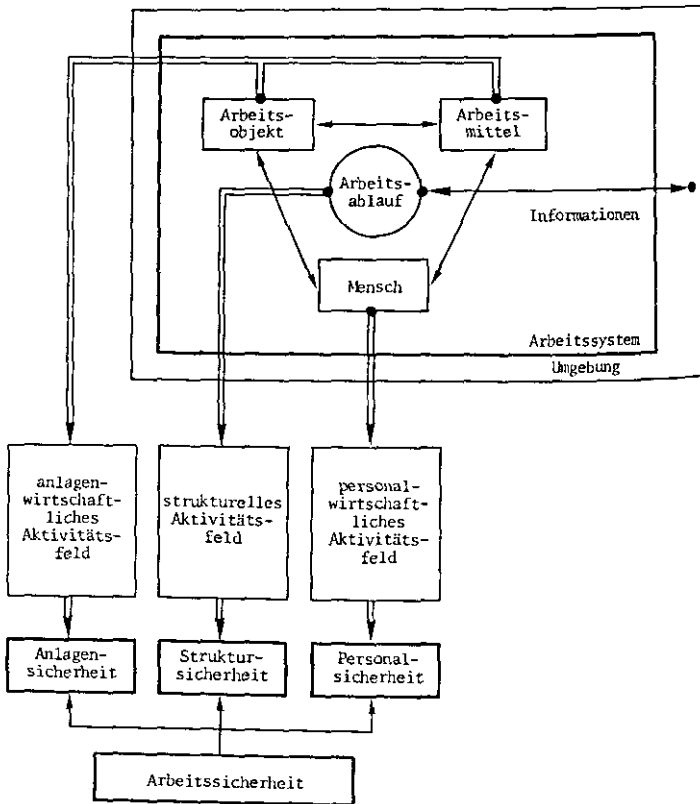 Arbeits-
objekt
Arbeits-
mittel
Arbeits-
ablauf
Informationen
Mensch
Arbeitssystem
Umgebung
anlagen-
wirtschaft-
liches
Aktivitäts-
feld
strukturelles
Aktivitäts-
feld
personal-
wirtschaft-
liches
Aktivitäts-
feld
Anlagen-
sicherheit
Struktur-
sicherheit
Personal-
sicherheit
Arbeitssicherheit